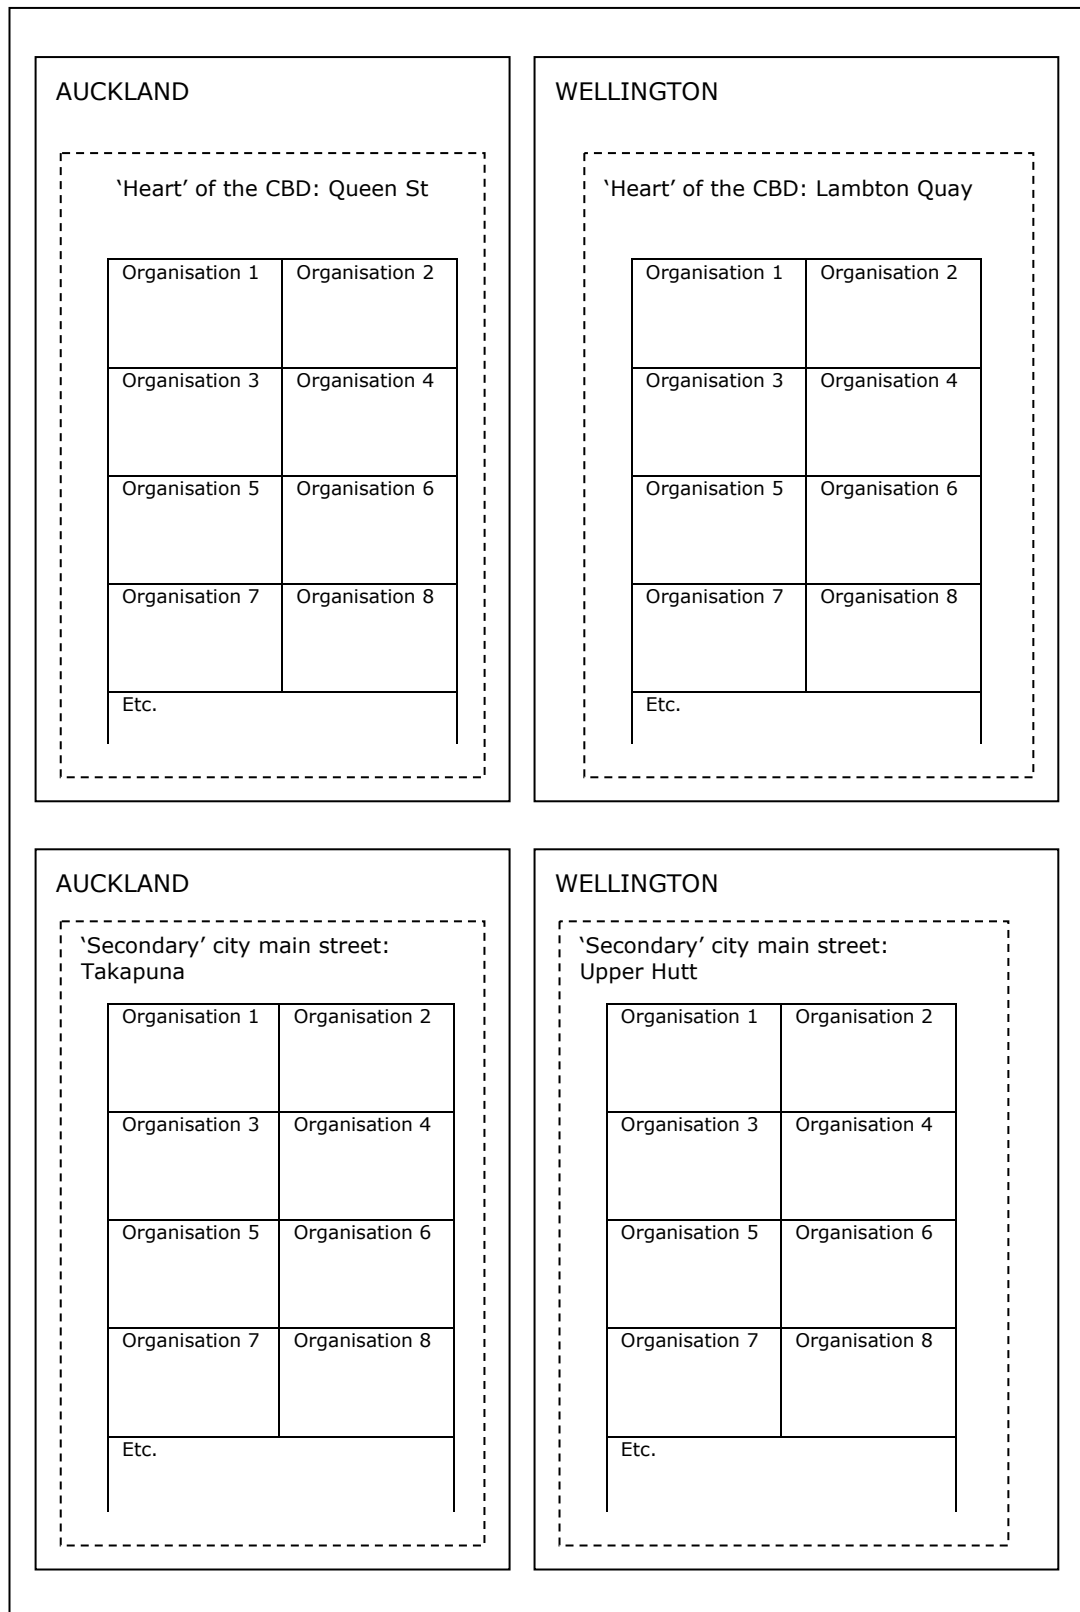 AUCKLAND
‘Heart’ of the CBD: Queen St
Organisation 1 Organisation 2
Organisation 3 Organisation 4
Organisation 5 Organisation 6
Organisation 7 Organisation 8
Etc.
WELLINGTON
‘Heart’ of the CBD: Lambton Quay
Organisation 1 Organisation 2
Organisation 3 Organisation 4
Organisation 5 Organisation 6
Organisation 7 Organisation 8
Etc.
AUCKLAND
‘Secondary’ city main street:
Takapuna
Organisation 1 Organisation 2
Organisation 3 Organisation 4
Organisation 5 Organisation 6
Organisation 7 Organisation 8
Etc.
WELLINGTON
‘Secondary’ city main street:
Upper Hutt
Organisation 1 Organisation 2
Organisation 3 Organisation 4
Organisation 5 Organisation 6
Organisation 7 Organisation 8
Etc.